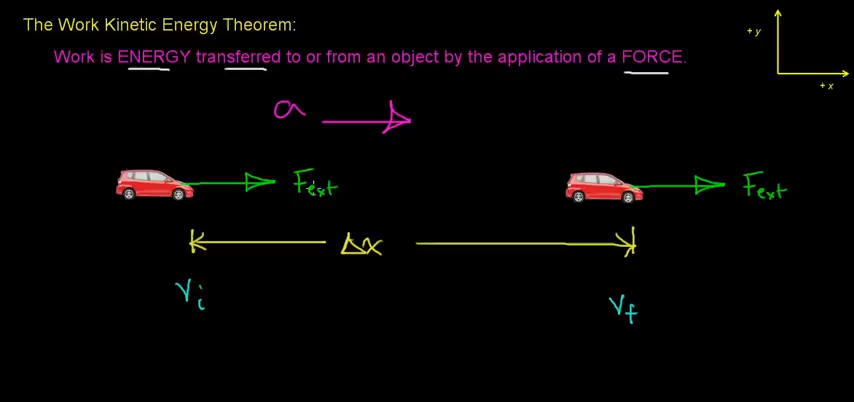 The Work Kinetic Energy Theorem:
+ y
Work is ENERGY transferred to or from an object by the application of a FORCE.
+ x
a
Fext
Fext
Δx
Vi
Vf